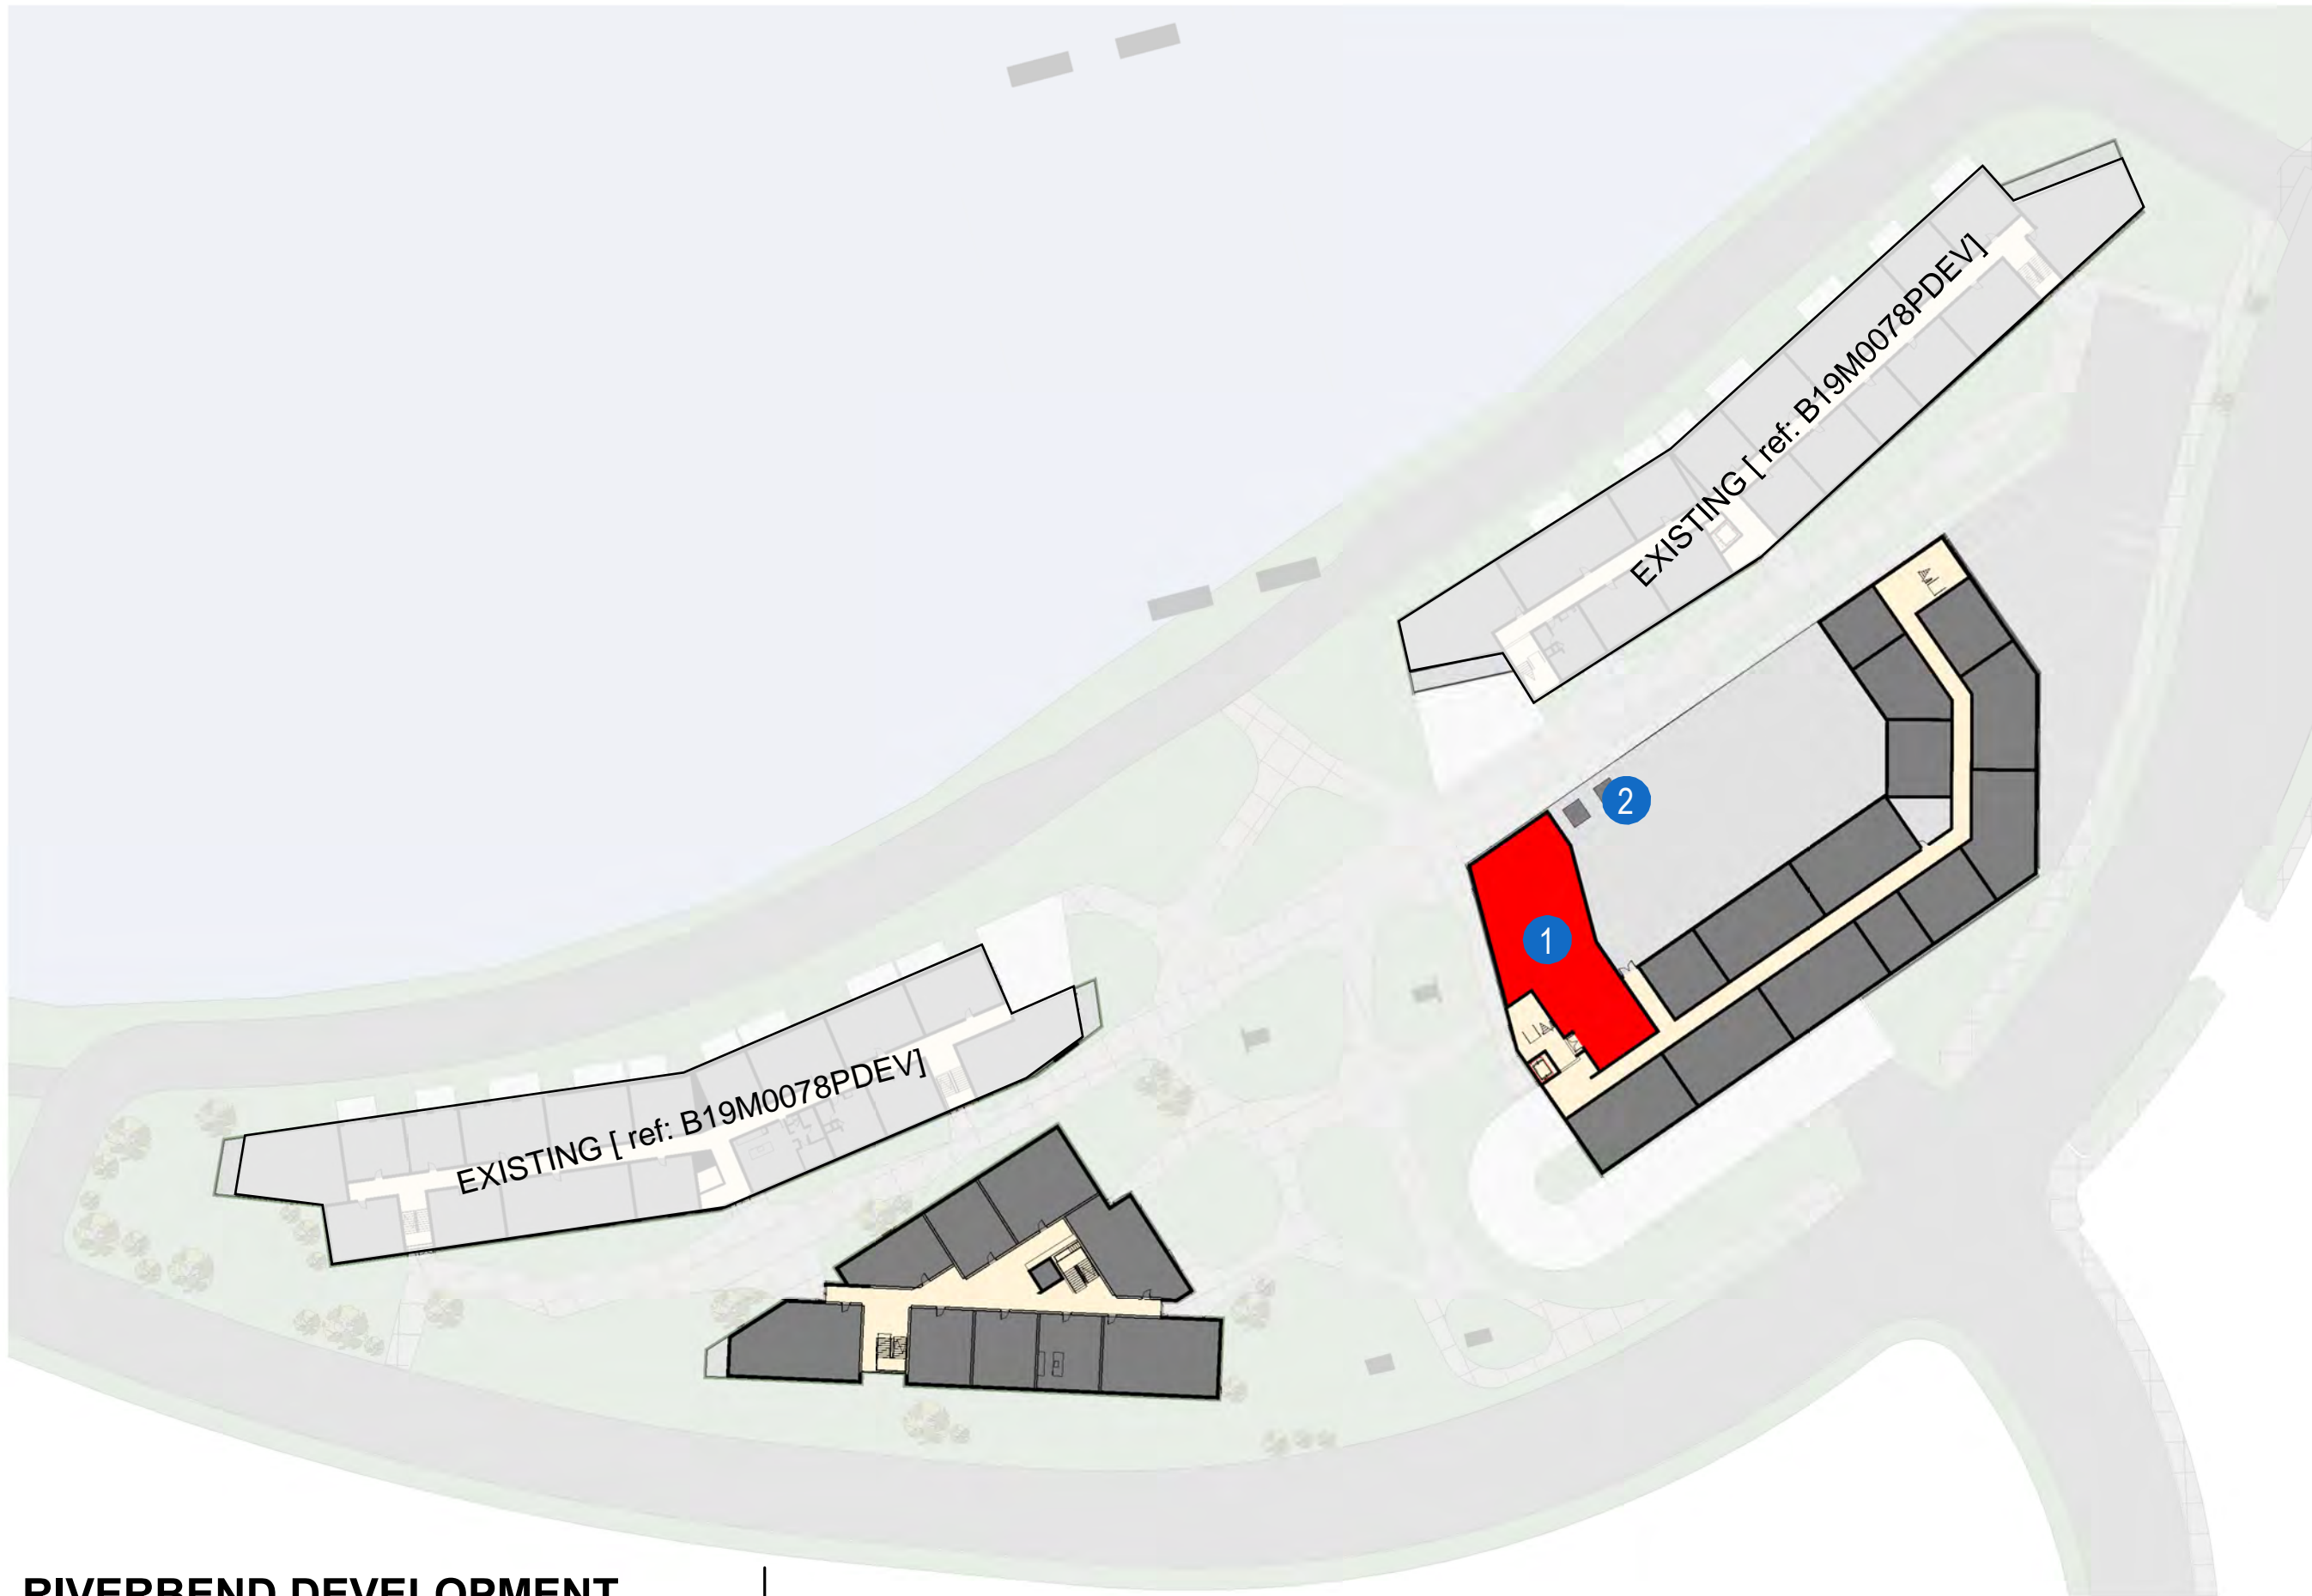 EXISTING [ ref: B19M0078PDEV]
2
1
EXISTING [ ref: B19M0078PDEV]
RIVERBEND DEVELOPMENT